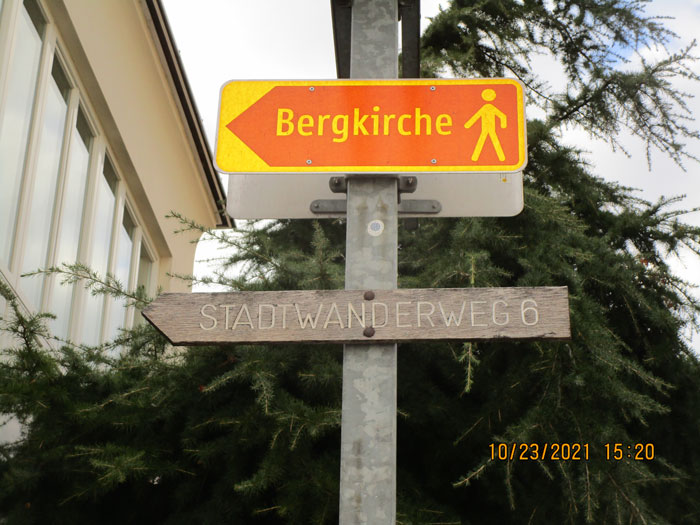 Bergkirche
STADTWANDERWEG 6
10/23/2021 15:20